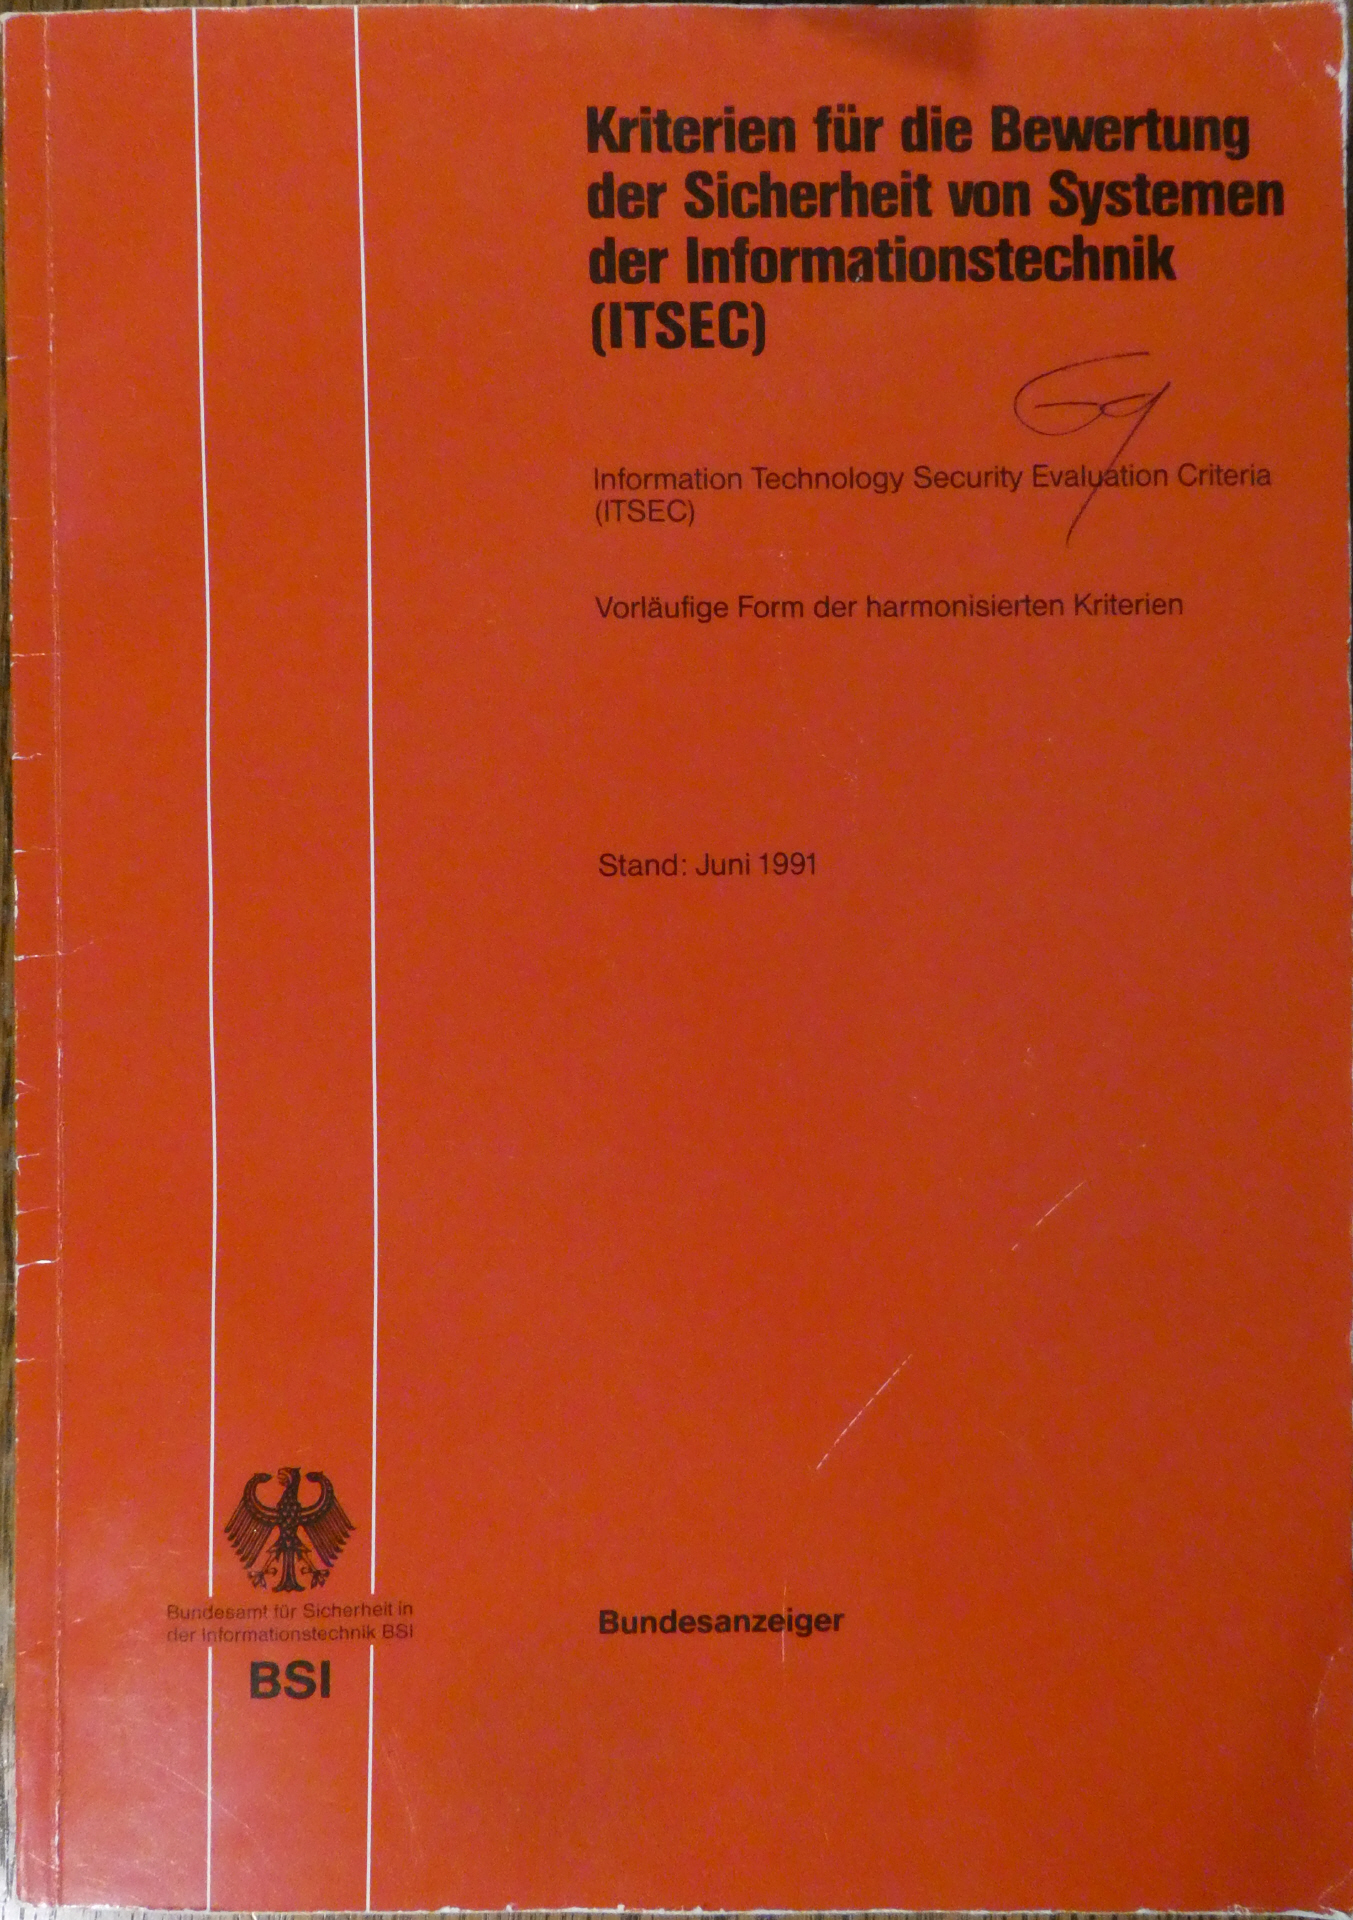 Kriterien für die Bewertung
der Sicherheit von Systemen
der Informationstechnik
(ITSEC)
Information Technology Security Evaluation Criteria
(ITSEC)
Vorläufige Form der harmonisierten Kriterien
Stand: Juni 1991
Bundesamt für Sicherheit in
der Informationstechnik BSI
BSI
Bundesanzeiger